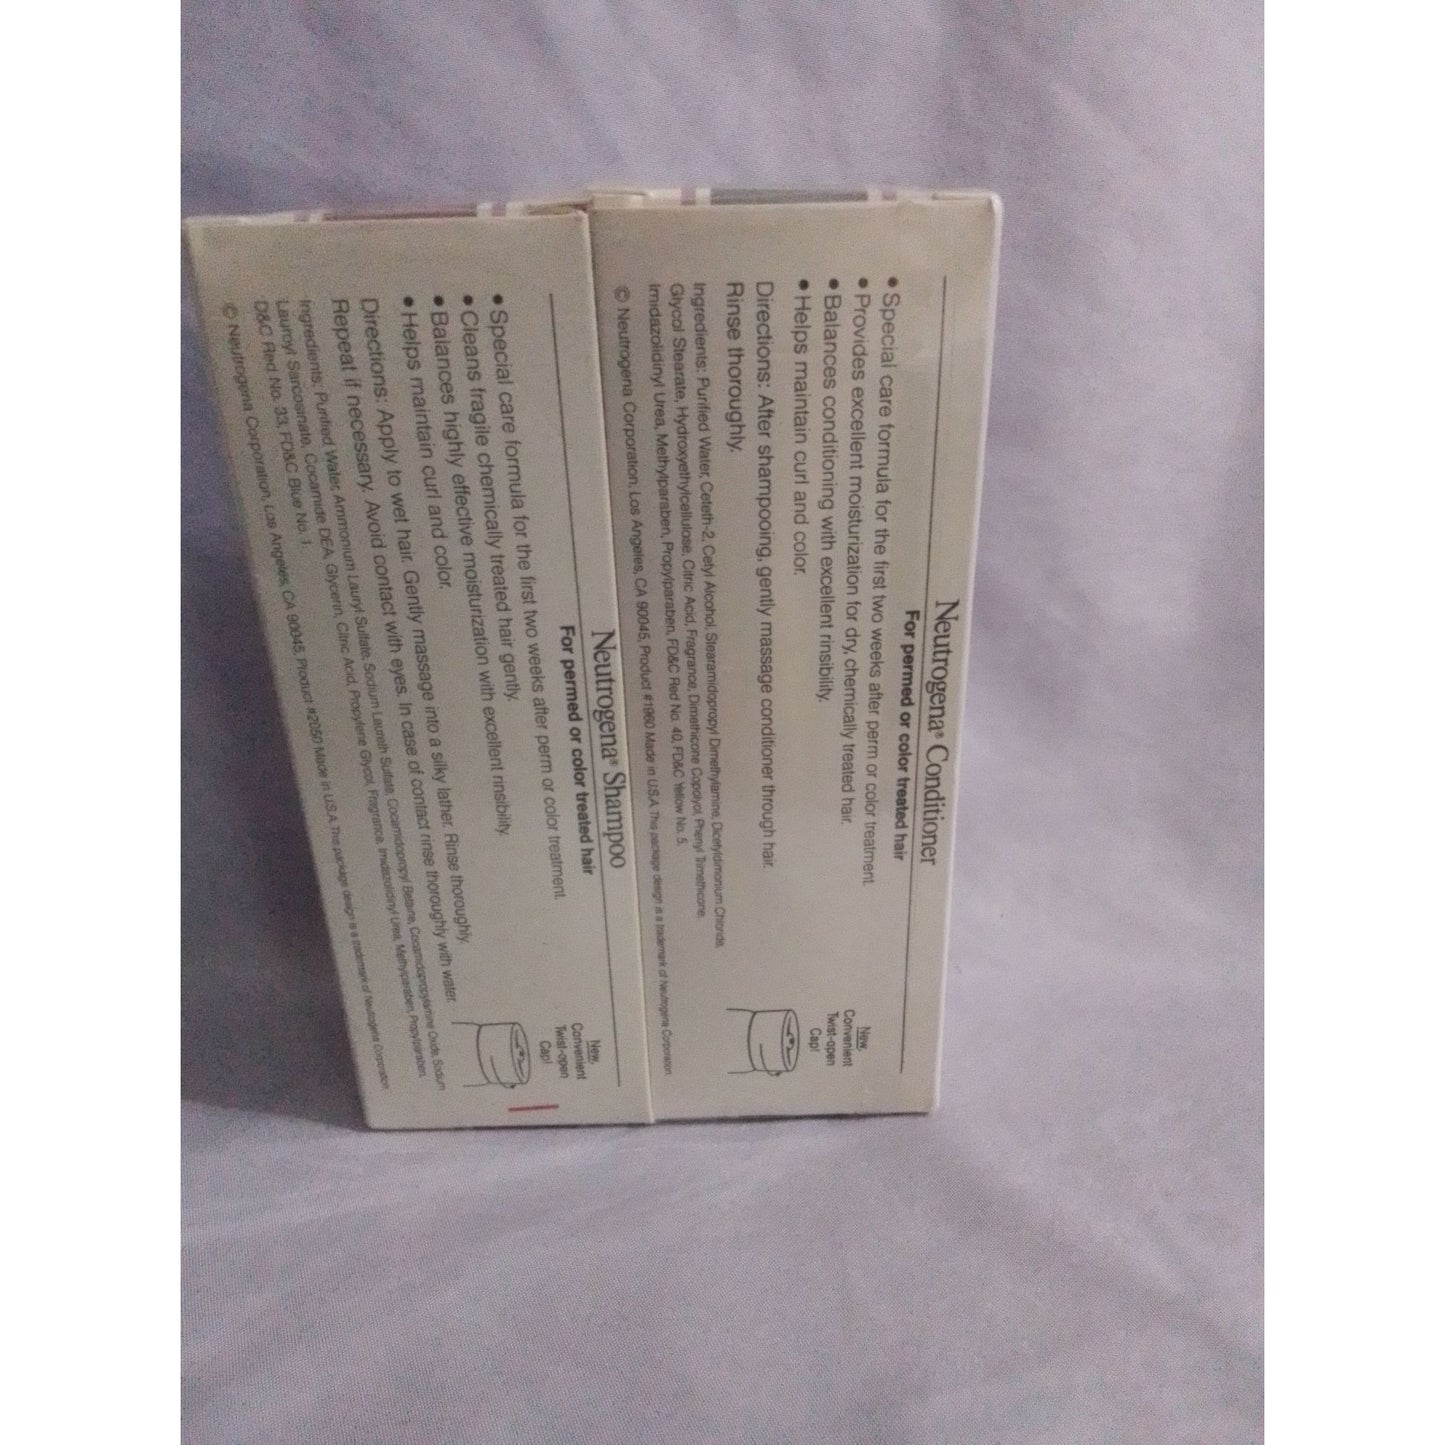 Neutrogena® Conditioner
For permed or color treated hair
• Special care formula for the first two weeks after perm or color treatment.
• Provides excellent moisturization for dry, chemically treated hair.
• Balances conditioning with excellent rinsibility.
• Helps maintain curl and color.
Directions: After shampooing, gently massage conditioner through hair.
Rinse thoroughly.
Ingredients: Purified Water, Ceteth-2, Cetyl Alcohol, Stearamidopropyl Dimethylamine, Dicetyldimonium Chloride,
Glycol Stearate, Hydroxyethylcellulose, Citric Acid, Fragrance, Dimethicone Copolyol, Phenyl Trimethicone,
Imidazolidinyl Urea, Methylparaben, Propylparaben, FD&C Red No. 40, FD&C Yellow No. 5.
© Neutrogena Corporation, Los Angeles, CA 90045, Product #1960 Made in U.S.A. This package design is a trademark of Neutrogena Corporation.
New,
Convenient
Twist-open
Cap!
Neutrogena® Shampoo
For permed or color treated hair
• Special care formula for the first two weeks after perm or color treatment.
• Cleans fragile chemically treated hair gently.
• Balances highly effective moisturization with excellent rinsibility.
• Helps maintain curl and color.
Directions: Apply to wet hair. Gently massage into a silky lather. Rinse thoroughly.
Repeat if necessary. Avoid contact with eyes. In case of contact rinse thoroughly with water.
Ingredients: Purified Water, Ammonium Lauryl Sulfate, Sodium Laureth Sulfate, Cocamidopropyl Betaine, Cocamidopropylamine Oxide, Sodium
Lauroyl Sarcosinate, Cocamide DEA, Glycerin, Citric Acid, Propylene Glycol, Fragrance, Imidazolidinyl Urea, Methylparaben, Propylparaben,
D&C Red No. 33, FD&C Blue No. 1.
© Neutrogena Corporation, Los Angeles, CA 90045, Product #2050 Made in U.S.A. This package design is a trademark of Neutrogena Corporation.
New,
Convenient
Twist-open
Cap!